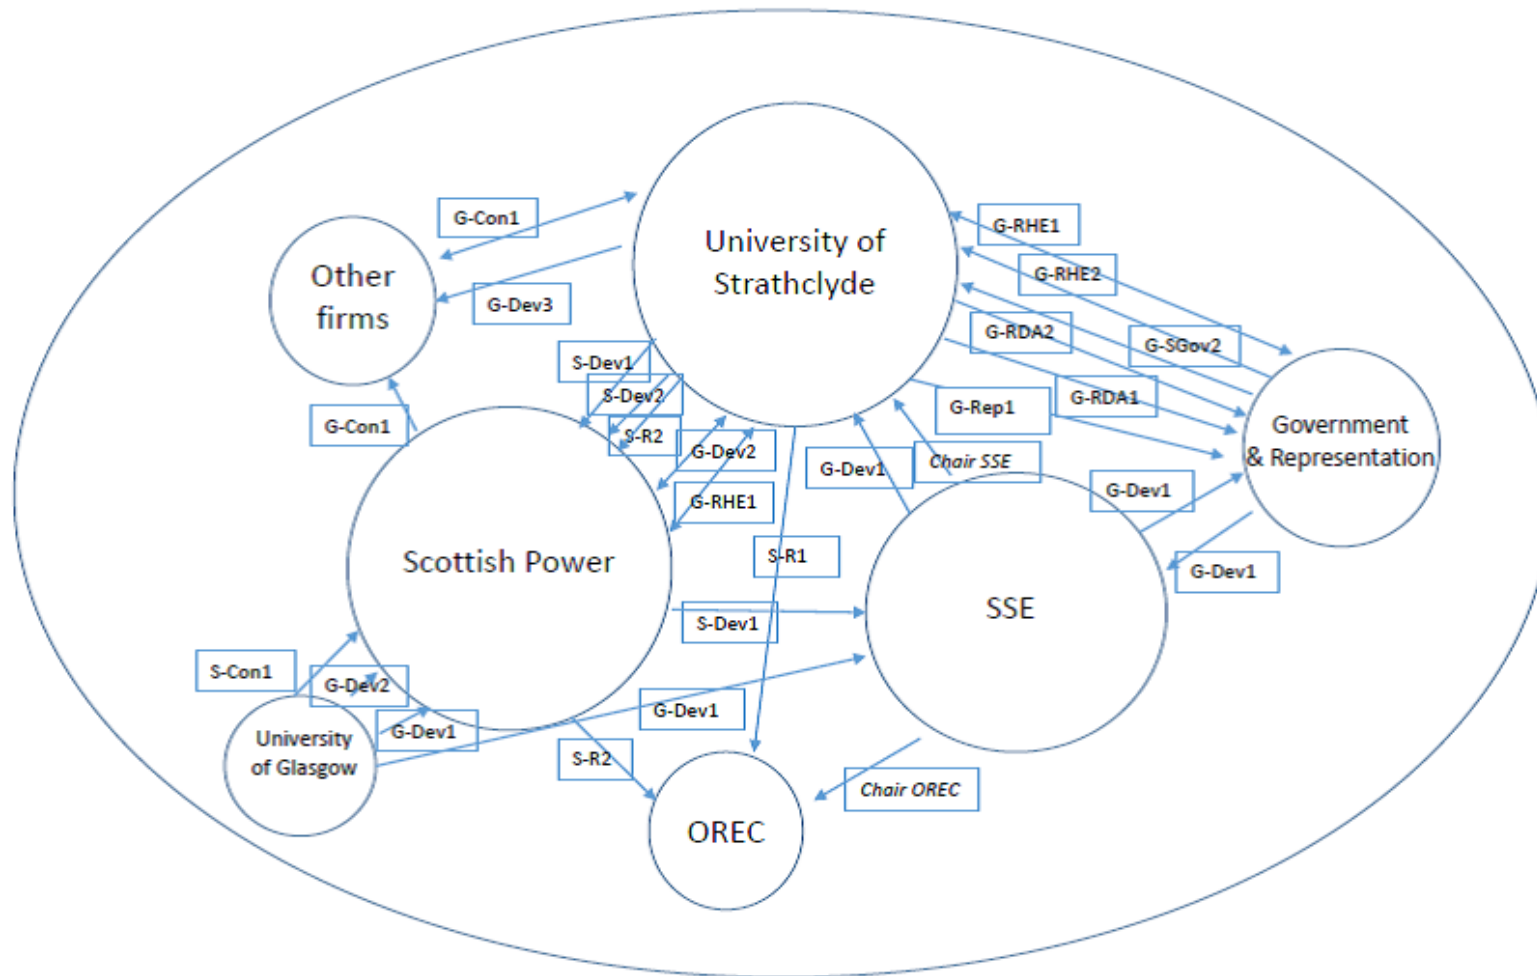 G-Con1
G-RHE1
University of
Strathclyde
G-RHE2
Other
firms
G-Dev3
G-RDA2
G-SGov2
S-Dev1
S-Dev2
G-Rep1
G-RDA1
G-Con1
S-R2
G-Dev2
G-Dev1
Chair SSE
Government
& Representation
G-Dev1
G-RHE1
Scottish Power
S-R1
G-Dev1
SSE
S-Dev1
S-Con1
G-Dev2
G-Dev1
G-Dev1
University
of Glasgow
S-R2
Chair OREC
OREC